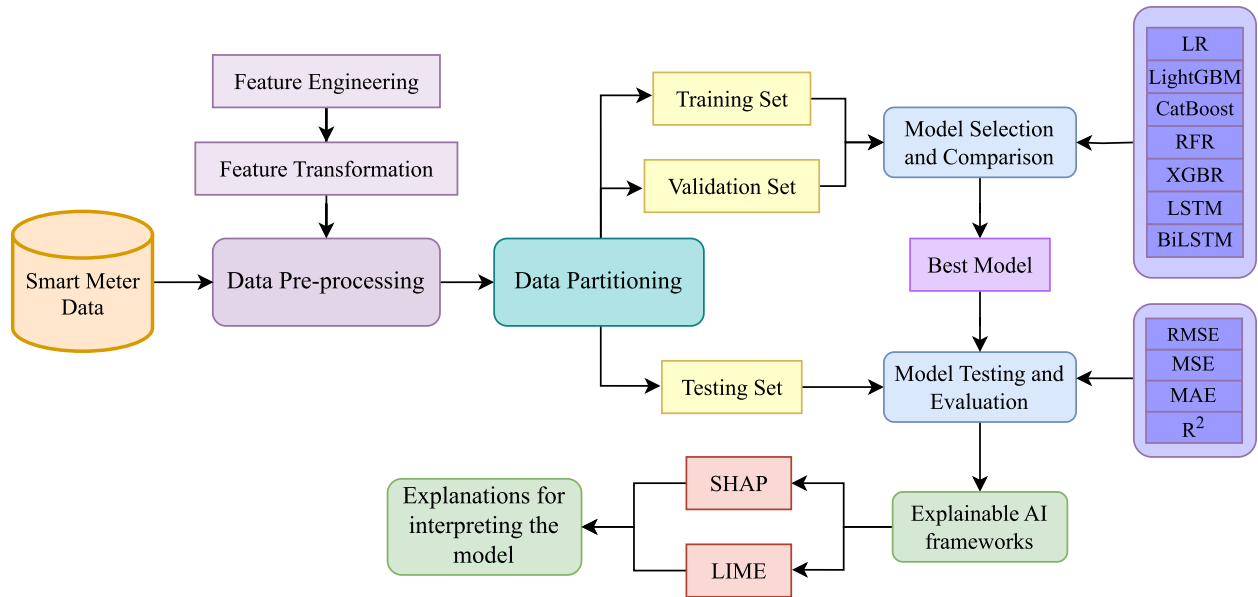 Feature Engineering
Feature Transformation
Smart Meter
Data
Data Pre-processing
Data Partitioning
Training Set
Validation Set
Testing Set
Model Selection
and Comparison
LR
LightGBM
CatBoost
RFR
XGBR
LSTM
BiLSTM
Best Model
Model Testing and
Evaluation
RMSE
MSE
MAE
R²
Explainable AI
frameworks
SHAP
LIME
Explanations for
interpreting the
model